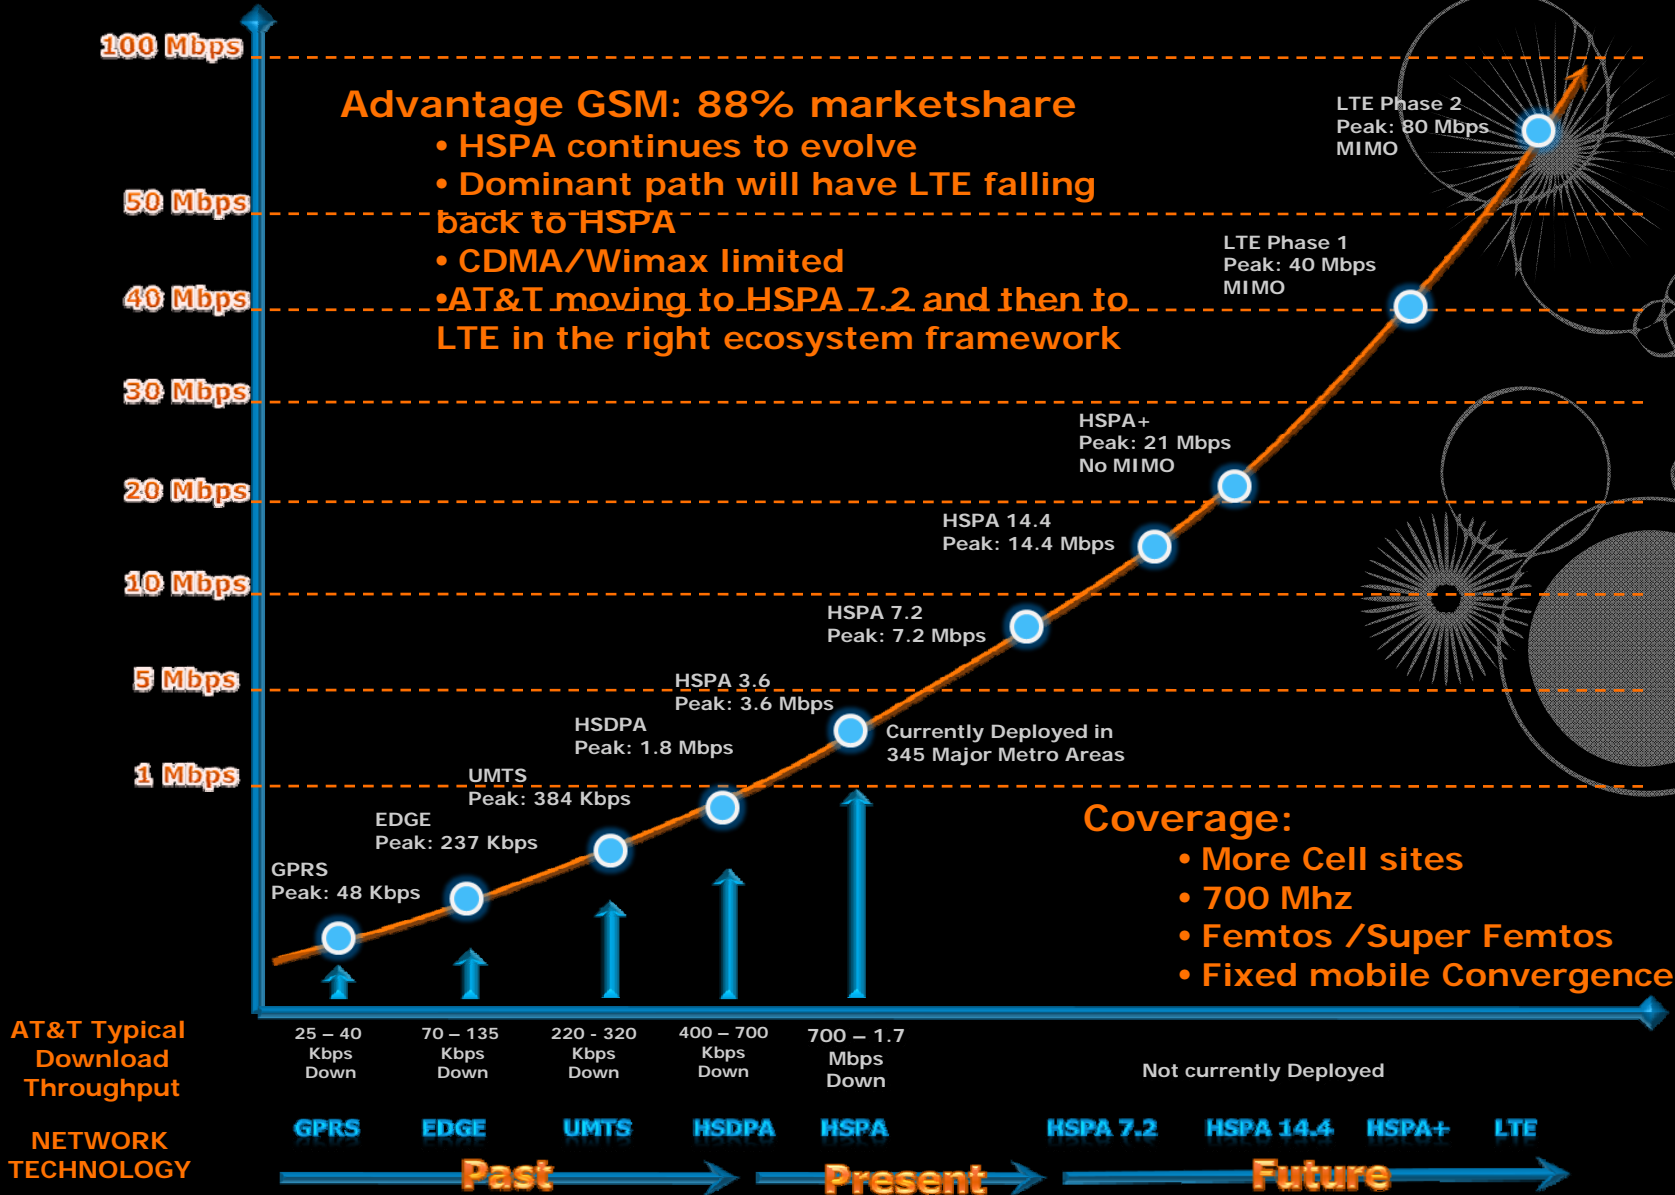 100 Mbps
50 Mbps
40 Mbps
30 Mbps
20 Mbps
10 Mbps
5 Mbps
1 Mbps
Advantage GSM: 88% marketshare
• HSPA continues to evolve
• Dominant path will have LTE falling
back to HSPA
• CDMA/Wimax limited
•AT&T moving to HSPA 7.2 and then to
LTE in the right ecosystem framework
LTE Phase 2
Peak: 80 Mbps
MIMO
LTE Phase 1
Peak: 40 Mbps
MIMO
HSPA+
Peak: 21 Mbps
No MIMO
HSPA 14.4
Peak: 14.4 Mbps
HSPA 7.2
Peak: 7.2 Mbps
HSPA 3.6
Peak: 3.6 Mbps
Currently Deployed in
345 Major Metro Areas
HSDPA
Peak: 1.8 Mbps
UMTS
Peak: 384 Kbps
EDGE
Peak: 237 Kbps
GPRS
Peak: 48 Kbps
Coverage:
• More Cell sites
• 700 Mhz
• Femtos /Super Femtos
• Fixed mobile Convergence
AT&T Typical
Download
Throughput
25 – 40
Kbps
Down
70 – 135
Kbps
Down
220 - 320
Kbps
Down
400 – 700
Kbps
Down
700 – 1.7
Mbps
Down
Not currently Deployed
NETWORK
TECHNOLOGY
GPRS
EDGE
UMTS
HSDPA
HSPA
HSPA 7.2
HSPA 14.4
HSPA+
LTE
Past
Present
Future